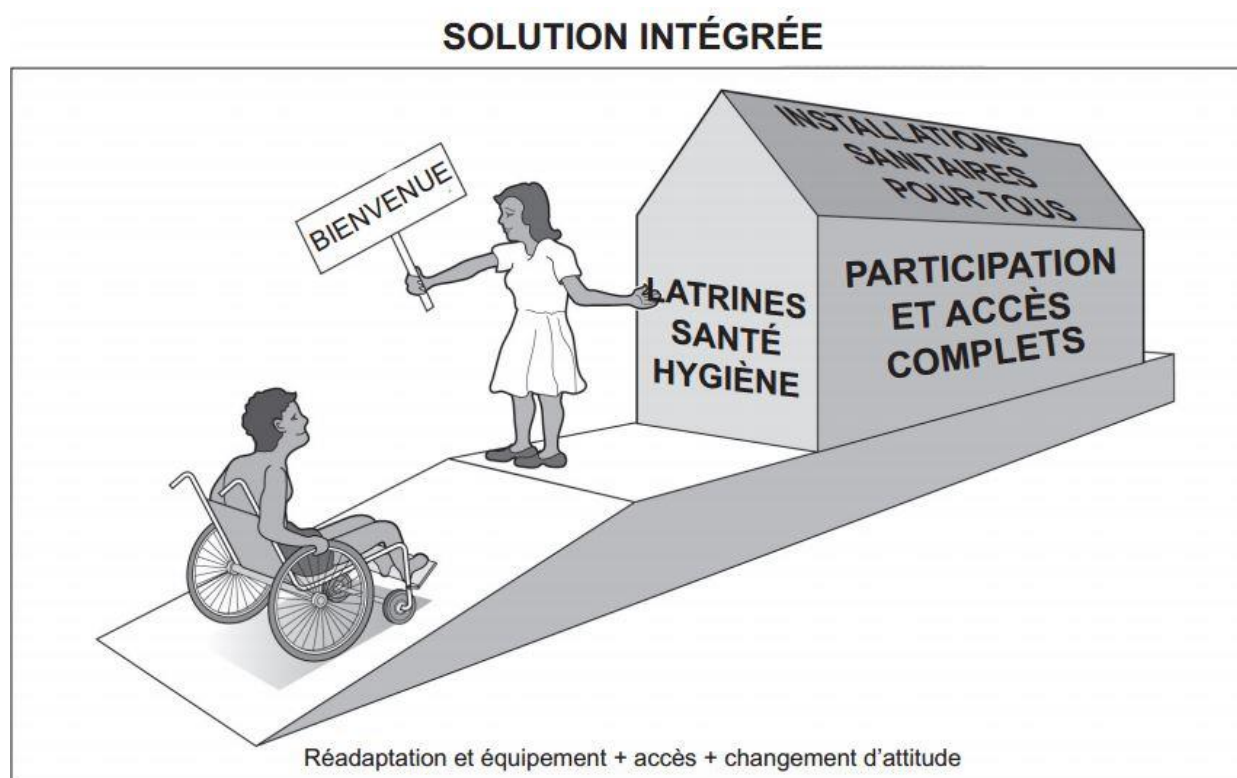 SOLUTION INTÉGRÉE
BIENVENUE
INSTALLATIONS
SANITAIRES
POUR TOUS
LATRINES
SANTÉ
HYGIÈNE
PARTICIPATION
ET ACCÈS
COMPLETS
Réadaptation et équipement + accès + changement d'attitude